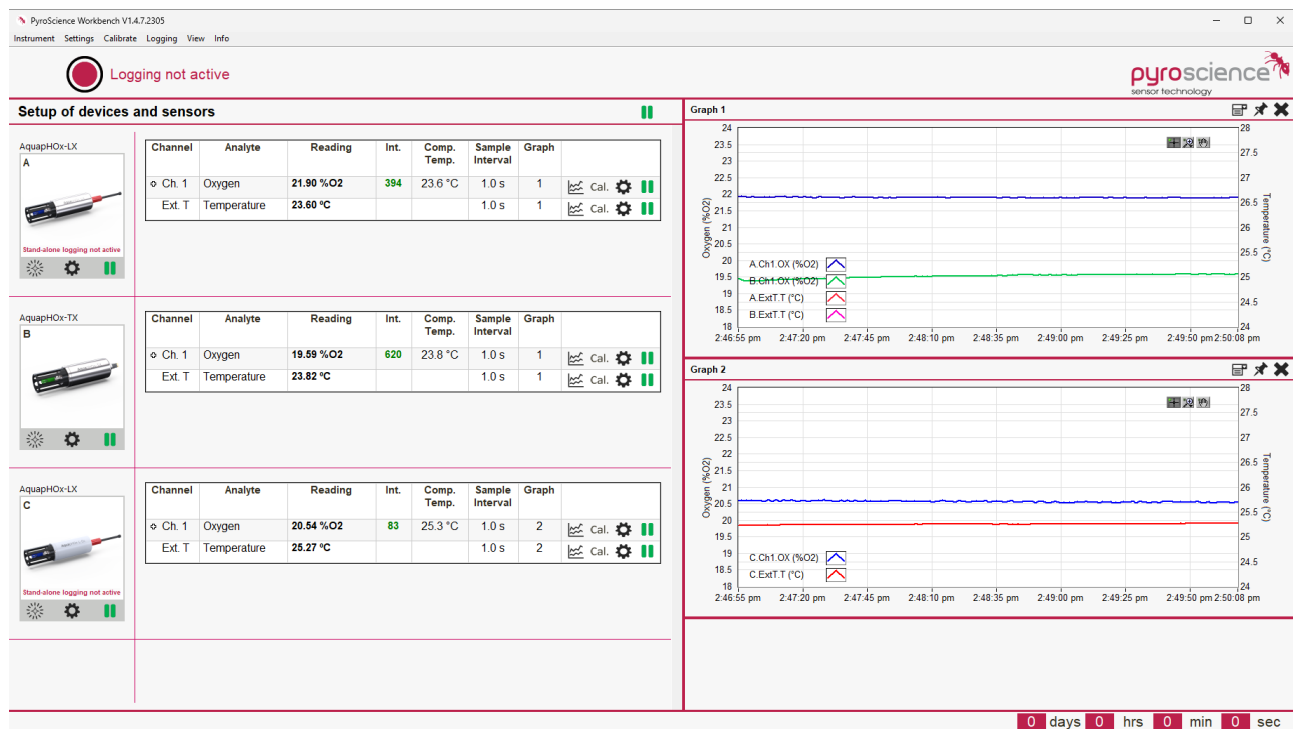 PyroScience Workbench V1.4.7.2305
Instrument Settings Calibrate Logging View Info
Logging not active
pyroscience
sensor technology
Setup of devices and sensors
AquapHOx-LX
A
Stand-alone logging not active
Channel Analyte Reading Int. Comp. Temp. Sample Interval Graph
Ch. 1 Oxygen 21.90 %O2 394 23.6 °C 1.0 s 1 Cal.
Ext. T Temperature 23.60 °C 1.0 s 1 Cal.
AquapHOx-TX
B
Channel Analyte Reading Int. Comp. Temp. Sample Interval Graph
Ch. 1 Oxygen 19.59 %O2 620 23.8 °C 1.0 s 1 Cal.
Ext. T Temperature 23.82 °C 1.0 s 1 Cal.
AquapHOx-LX
C
Stand-alone logging not active
Channel Analyte Reading Int. Comp. Temp. Sample Interval Graph
Ch. 1 Oxygen 20.54 %O2 83 25.3 °C 1.0 s 2 Cal.
Ext. T Temperature 25.27 °C 1.0 s 2 Cal.
Graph 1
Oxygen (%O2)
24
23.5
23
22.5
22
21.5
21
20.5
20
19.5
19
18.5
18
A.Ch1.OX (%O2)
B.Ch1.OX (%O2)
A.ExtT.T (°C)
B.ExtT.T (°C)
28
27.5
27
26.5
26
25.5
25
24.5
24
Temperature (°C)
2:46:55 pm 2:47:20 pm 2:47:45 pm 2:48:10 pm 2:48:35 pm 2:49:00 pm 2:49:25 pm 2:49:50 pm 2:50:08 pm
Graph 2
Oxygen (%O2)
24
23.5
23
22.5
22
21.5
21
20.5
20
19.5
19
18.5
18
C.Ch1.OX (%O2)
C.ExtT.T (°C)
28
27.5
27
26.5
26
25.5
25
24.5
24
Temperature (°C)
2:46:55 pm 2:47:20 pm 2:47:45 pm 2:48:10 pm 2:48:35 pm 2:49:00 pm 2:49:25 pm 2:49:50 pm 2:50:08 pm
0 days 0 hrs 0 min 0 sec